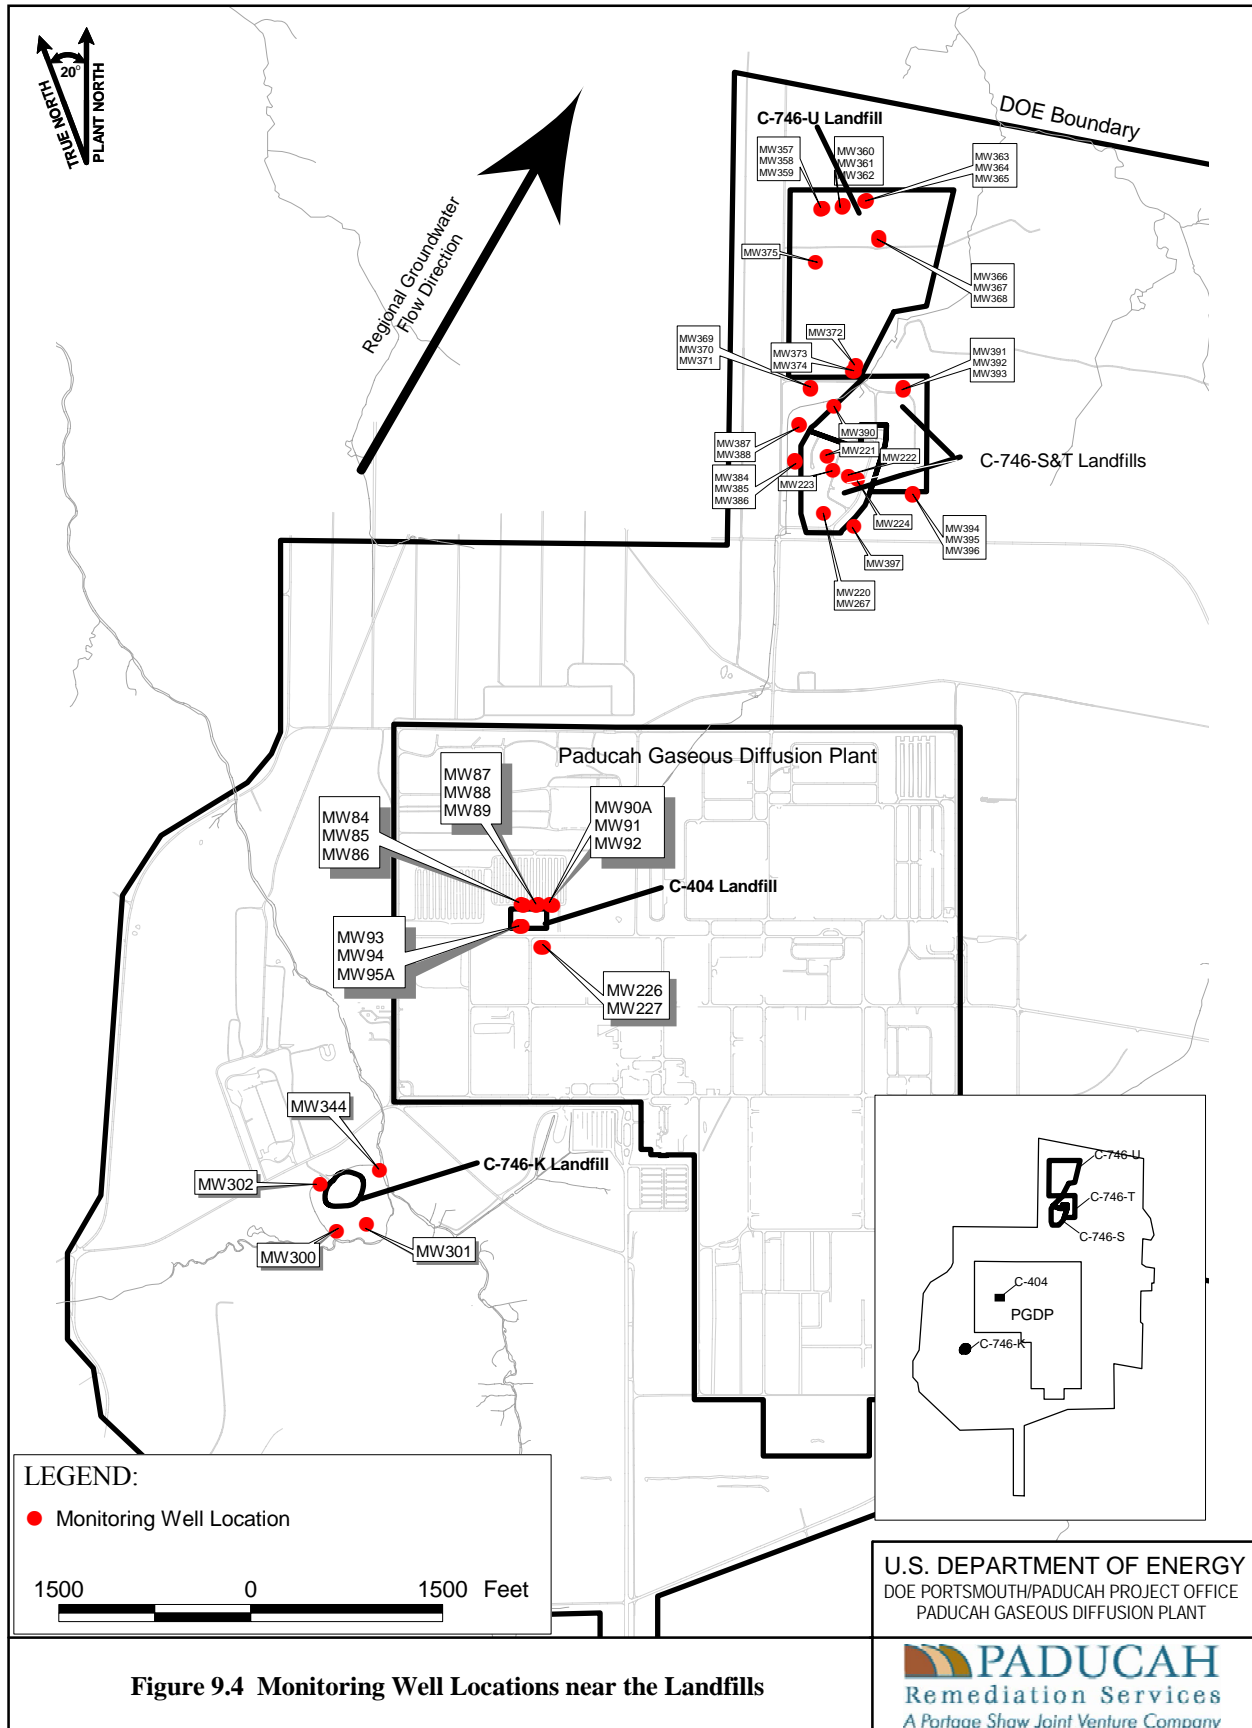 TRUE NORTH
20°
PLANT NORTH
Regional Groundwater
Flow Direction
DOE Boundary
C-746-U Landfill
MW357
MW358
MW359
MW360
MW361
MW362
MW363
MW364
MW365
MW375
MW366
MW367
MW368
MW372
MW373
MW374
MW369
MW370
MW371
MW391
MW392
MW393
MW390
MW387
MW388
MW221
MW222
C-746-S&T Landfills
MW384
MW385
MW386
MW223
MW224
MW394
MW395
MW396
MW397
MW220
MW267
Paducah Gaseous Diffusion Plant
MW87
MW88
MW89
MW90A
MW91
MW92
MW84
MW85
MW86
C-404 Landfill
MW93
MW94
MW95A
MW226
MW227
MW344
C-746-K Landfill
MW302
MW300
MW301
C-746-U
C-746-T
C-746-S
C-404
PGDP
C-746-K
LEGEND:
Monitoring Well Location
1500 0 1500 Feet
U.S. DEPARTMENT OF ENERGY
DOE PORTSMOUTH/PADUCAH PROJECT OFFICE
PADUCAH GASEOUS DIFFUSION PLANT
Figure 9.4 Monitoring Well Locations near the Landfills
PADUCAH
Remediation Services
A Portage Shaw Joint Venture Company